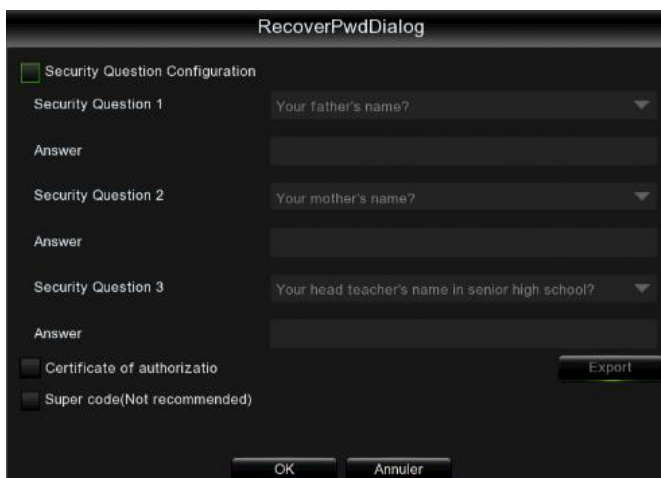 RecoverPwdDialog
Security Question Configuration
Security Question 1 Your father's name?
Answer
Security Question 2 Your mother's name?
Answer
Security Question 3 Your head teacher's name in senior high school?
Answer
Certificate of authorizatio Export
Super code(Not recommended)
OK Annuler